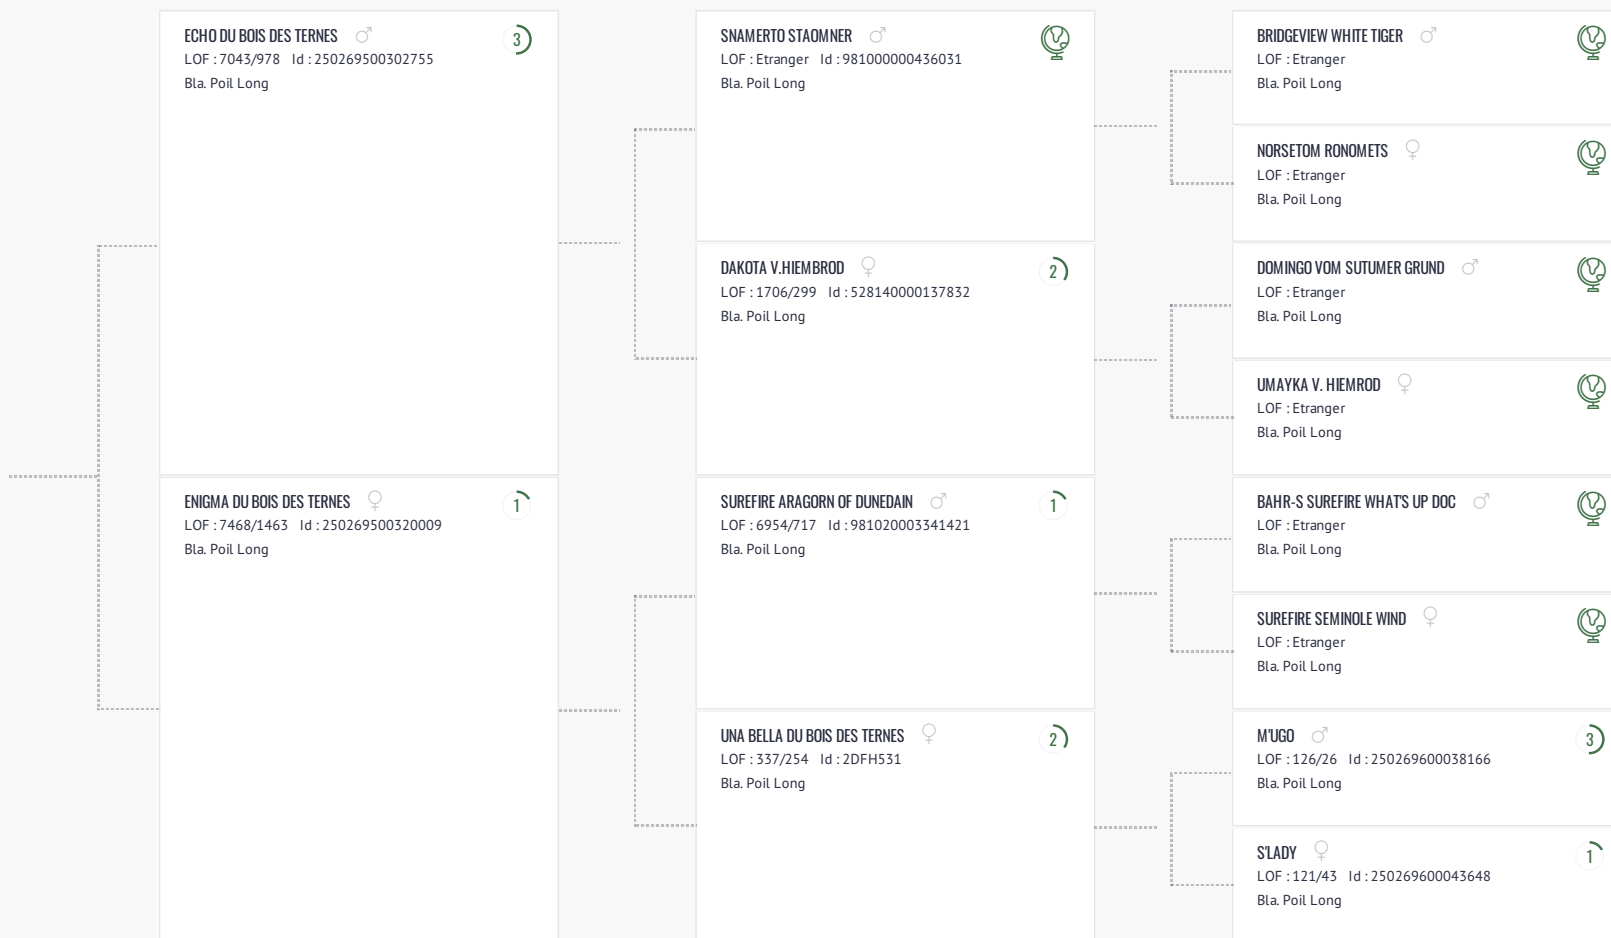 ECHO DU BOIS DES TERNES
3
LOF : 7043/978 Id : 250269500302755
Bla. Poil Long
ENIGMA DU BOIS DES TERNES
1
LOF : 7468/1463 Id : 250269500320009
Bla. Poil Long
SNAMERTO STAOMNER
LOF : Etranger Id : 981000000436031
Bla. Poil Long
DAKOTA V.HIEMBROD
2
LOF : 1706/299 Id : 528140000137832
Bla. Poil Long
SUREFIRE ARAGORN OF DUNEDAIN
1
LOF : 6954/717 Id : 981020003341421
Bla. Poil Long
UNA BELLA DU BOIS DES TERNES
2
LOF : 337/254 Id : 2DFH531
Bla. Poil Long
BRIDGEVIEW WHITE TIGER
LOF : Etranger
Bla. Poil Long
NORSETOM RONOMETS
LOF : Etranger
Bla. Poil Long
DOMINGO VOM SUTUMER GRUND
LOF : Etranger
Bla. Poil Long
UMAYKA V. HIEMROD
LOF : Etranger
Bla. Poil Long
BAHR-S SUREFIRE WHAT'S UP DOC
LOF : Etranger
Bla. Poil Long
SUREFIRE SEMINOLE WIND
LOF : Etranger
Bla. Poil Long
M'UGO
3
LOF : 126/26 Id : 250269600038166
Bla. Poil Long
S'LADY
1
LOF : 121/43 Id : 250269600043648
Bla. Poil Long